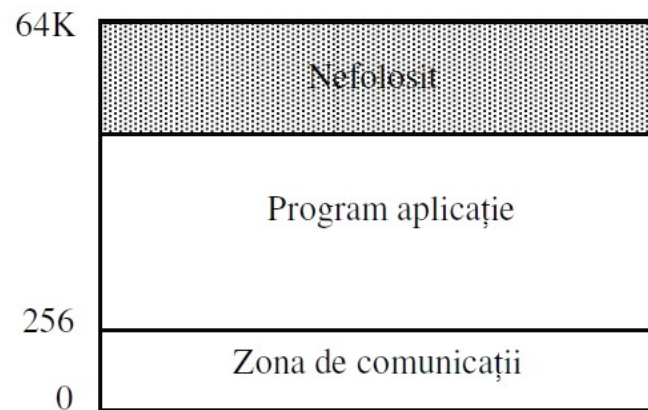 64K
Nefolosit
Program aplicație
256
Zona de comunicații
0